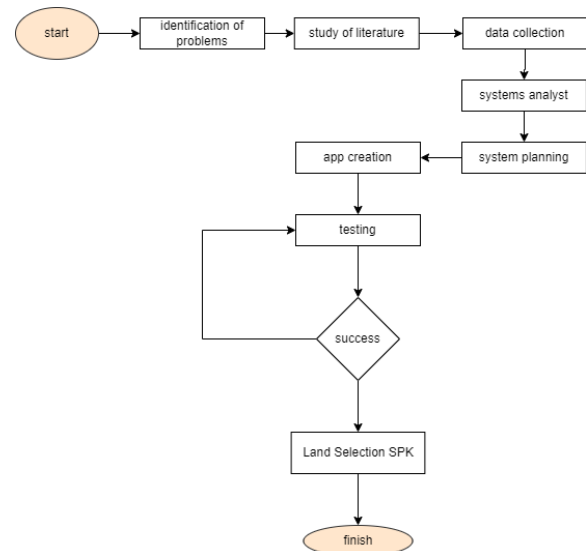 start
identification of
problems
study of literature
data collection
systems analyst
system planning
app creation
testing
success
Land Selection SPK
finish